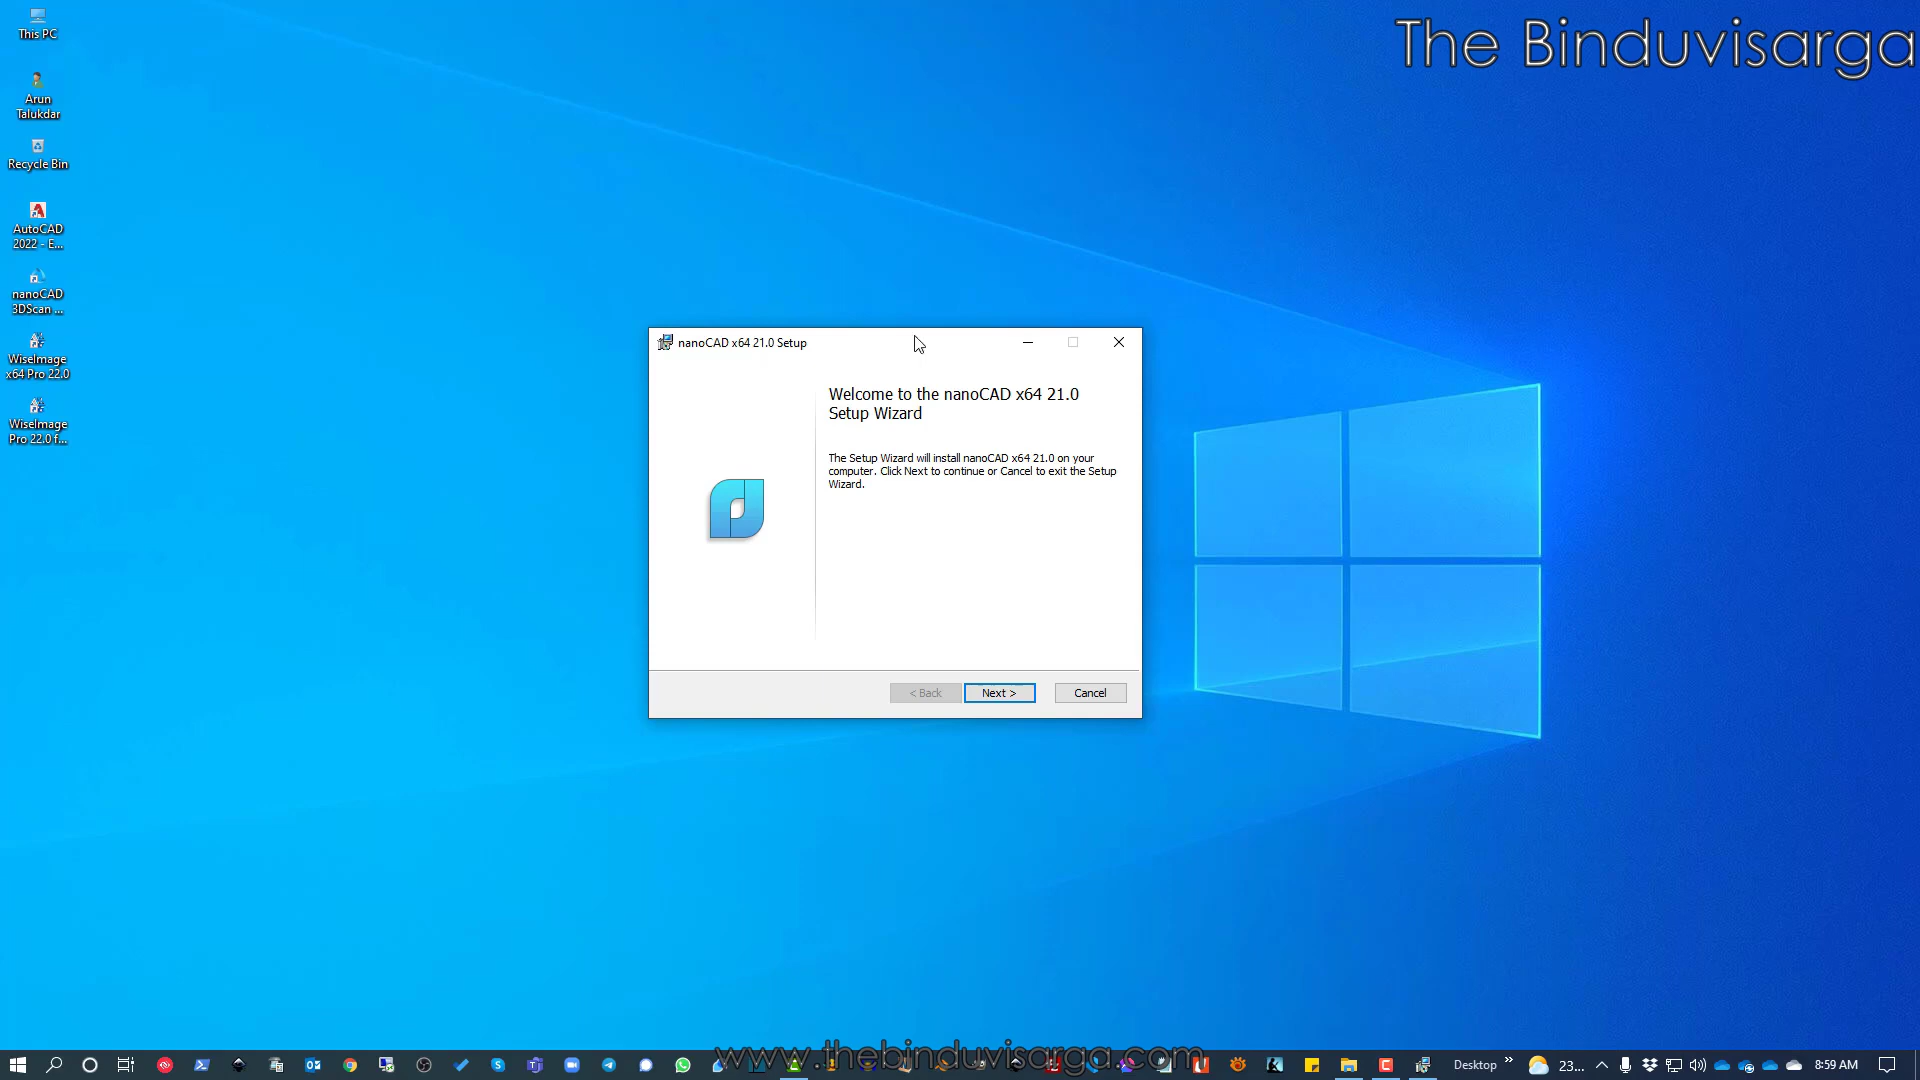 The Binduvisarga
This PC
Arun
Talukdar
Recycle Bin
AutoCAD
2022 - E...
nanoCAD
3DScan ...
WiseImage
x64 Pro 22.0
WiseImage
Pro 22.0 f...
nanoCAD x64 21.0 Setup
Welcome to the nanoCAD x64 21.0
Setup Wizard
The Setup Wizard will install nanoCAD x64 21.0 on your
computer. Click Next to continue or Cancel to exit the Setup
Wizard.
< Back
Next >
Cancel
www.thebinduvisarga.com
Desktop
23...
8:59 AM